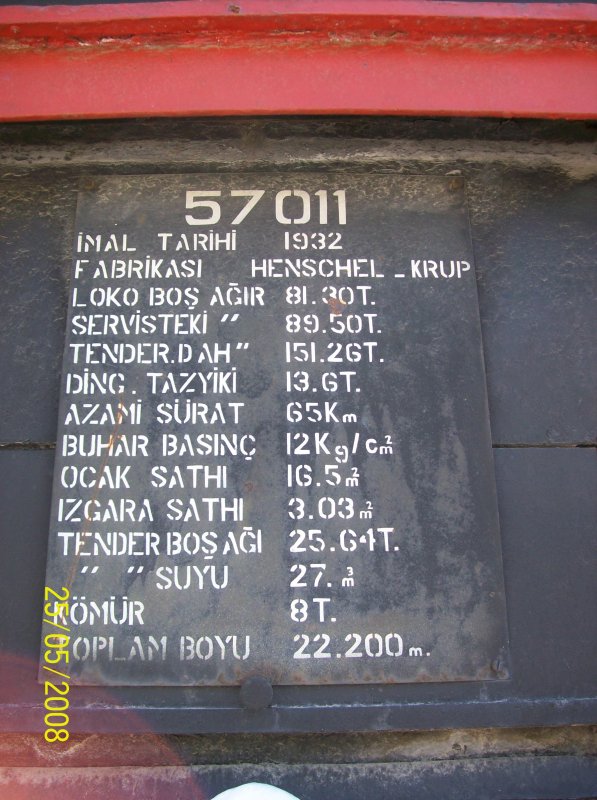 57011
İMAL TARİHİ 1932
FABRİKASI HENSCHEL - KRUP
LOKO BOŞ AĞIR 81.30T.
SERVİSTEKİ " 89.50T.
TENDER.DAH" 151.26T.
DİNG. TAZYİKİ 13.6T.
AZAMİ SÜRAT 65Km
BUHAR BASINÇ 12Kg/cm²
OCAK SATHI 16.5m²
IZGARA SATHI 3.03m²
TENDER BOŞ AĞI 25.64T.
" " SUYU 27.m³
KÖMÜR 8T.
TOPLAM BOYU 22.200m.
25/05/2008